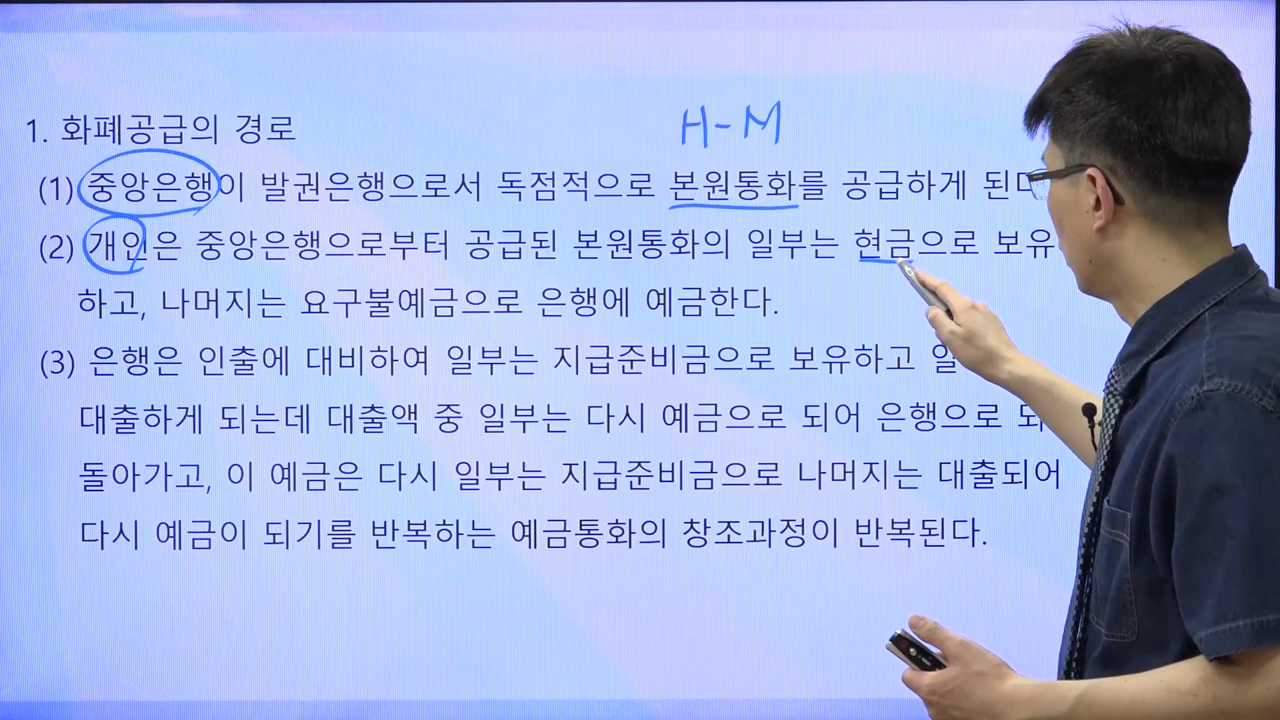 H-M
1. 화폐공급의 경로
(1) 중앙은행이 발권은행으로서 독점적으로 본원통화를 공급하게
(2) 개인은 중앙은행으로부터 공급된 본원통화의 일부는 현금으로 보유
하고, 나머지는 요구불예금으로 은행에 예금한다.
(3) 은행은 인출에 대비하여 일부는 지급준비금으로 보유하고
대출하게 되는데 대출액 중 일부는 다시 예금으로 되어 은행으로
돌아가고, 이 예금은 다시 일부는 지급준비금으로 나머지는 대출되어
다시 예금이 되기를 반복하는 예금통화의 창조과정이 반복된다.